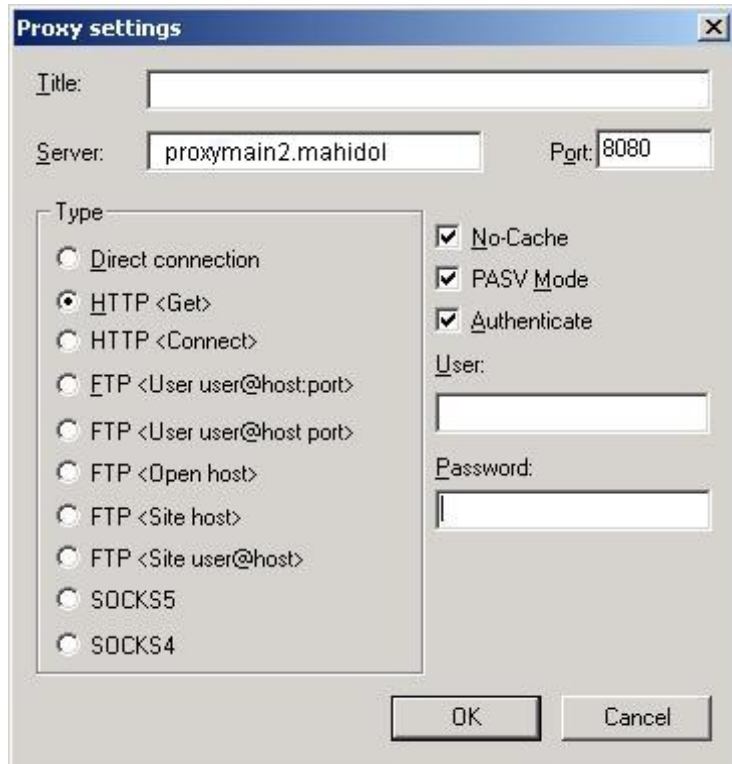 Proxy settings
Title:
Server: proxymain2.mahidol Port: 8080
Type
Direct connection
HTTP <Get>
HTTP <Connect>
FTP <User user@host:port>
FTP <User user@host port>
FTP <Open host>
FTP <Site host>
FTP <Site user@host>
SOCKS5
SOCKS4
No-Cache
PASV Mode
Authenticate
User:
Password:
OK Cancel